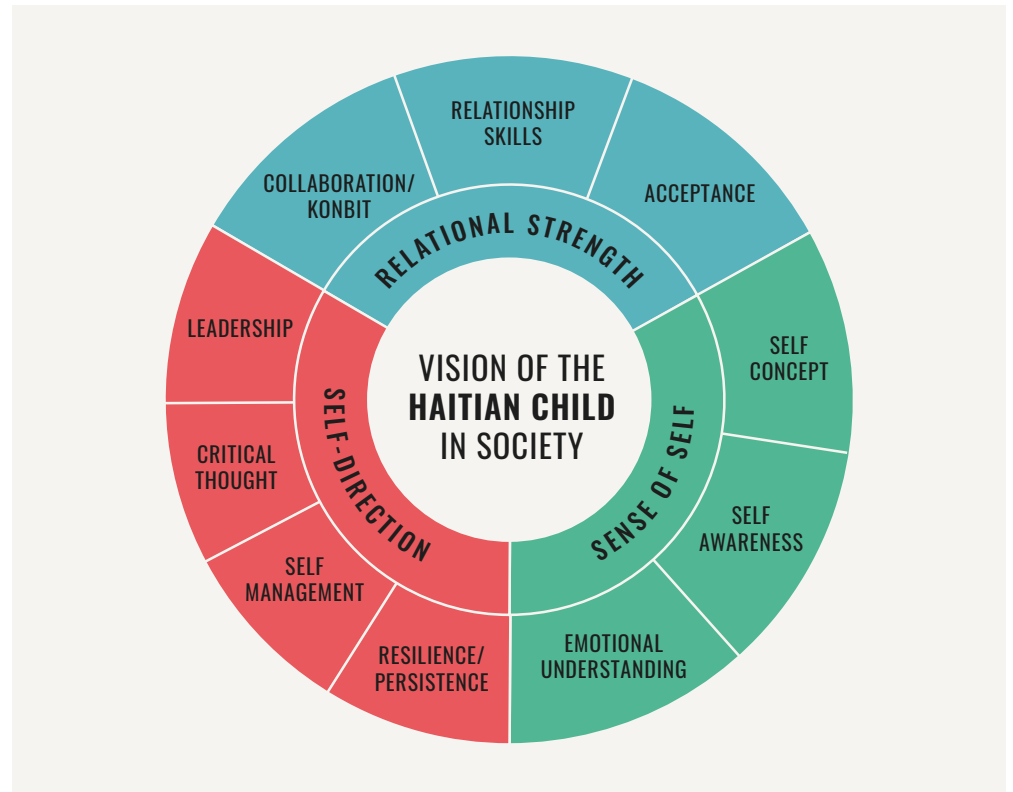 RELATIONSHIP
SKILLS
COLLABORATION/
KONBIT
ACCEPTANCE
RELATIONAL STRENGTH
LEADERSHIP
SELF
CONCEPT
VISION OF THE
HAITIAN CHILD
IN SOCIETY
SELF-DIRECTION
SENSE OF SELF
CRITICAL
THOUGHT
SELF
AWARENESS
SELF
MANAGEMENT
RESILIENCE/
PERSISTENCE
EMOTIONAL
UNDERSTANDING